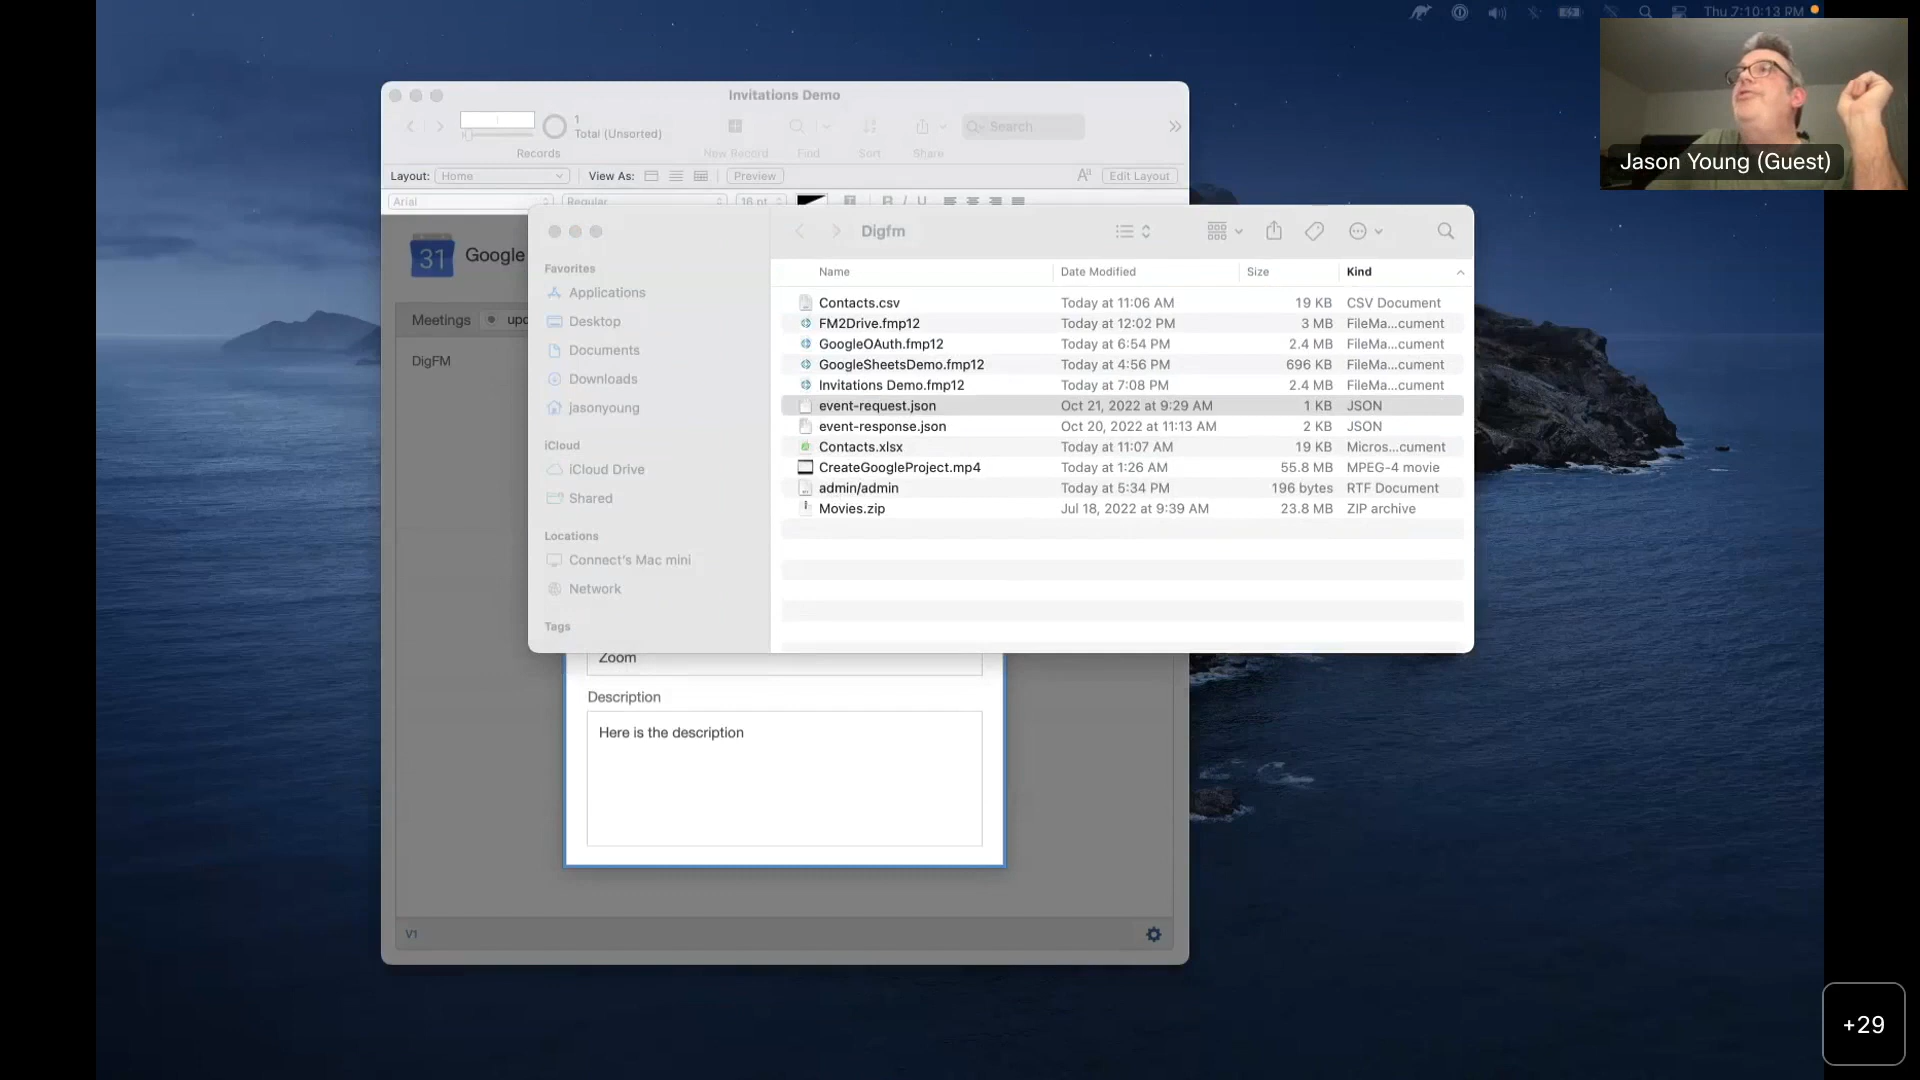 Thu 7:10:13 PM
Jason Young (Guest)
Invitations Demo
1
Total (Unsorted)
Records
New Record
Find
Sort
Share
Search
Layout: Home
View As:
Preview
Aa
Edit Layout
Arial
Regular
16 pt
B I U
31 Google
Meetings
DigFM
Digfm
Favorites
Applications
Desktop
Documents
Downloads
jasonyoung
iCloud
iCloud Drive
Shared
Locations
Connect's Mac mini
Network
Tags
Name Date Modified Size Kind
Contacts.csv Today at 11:06 AM 19 KB CSV Document
FM2Drive.fmp12 Today at 12:02 PM 3 MB FileMa...cument
GoogleOAuth.fmp12 Today at 6:54 PM 2.4 MB FileMa...cument
GoogleSheetsDemo.fmp12 Today at 4:56 PM 696 KB FileMa...cument
Invitations Demo.fmp12 Today at 7:08 PM 2.4 MB FileMa...cument
event-request.json Oct 21, 2022 at 9:29 AM 1 KB JSON
event-response.json Oct 20, 2022 at 11:13 AM 2 KB JSON
Contacts.xlsx Today at 11:07 AM 19 KB Micros...cument
CreateGoogleProject.mp4 Today at 1:26 AM 55.8 MB MPEG-4 movie
admin/admin Today at 5:34 PM 196 bytes RTF Document
Movies.zip Jul 18, 2022 at 9:39 AM 23.8 MB ZIP archive
Zoom
Description
Here is the description
V1
+29